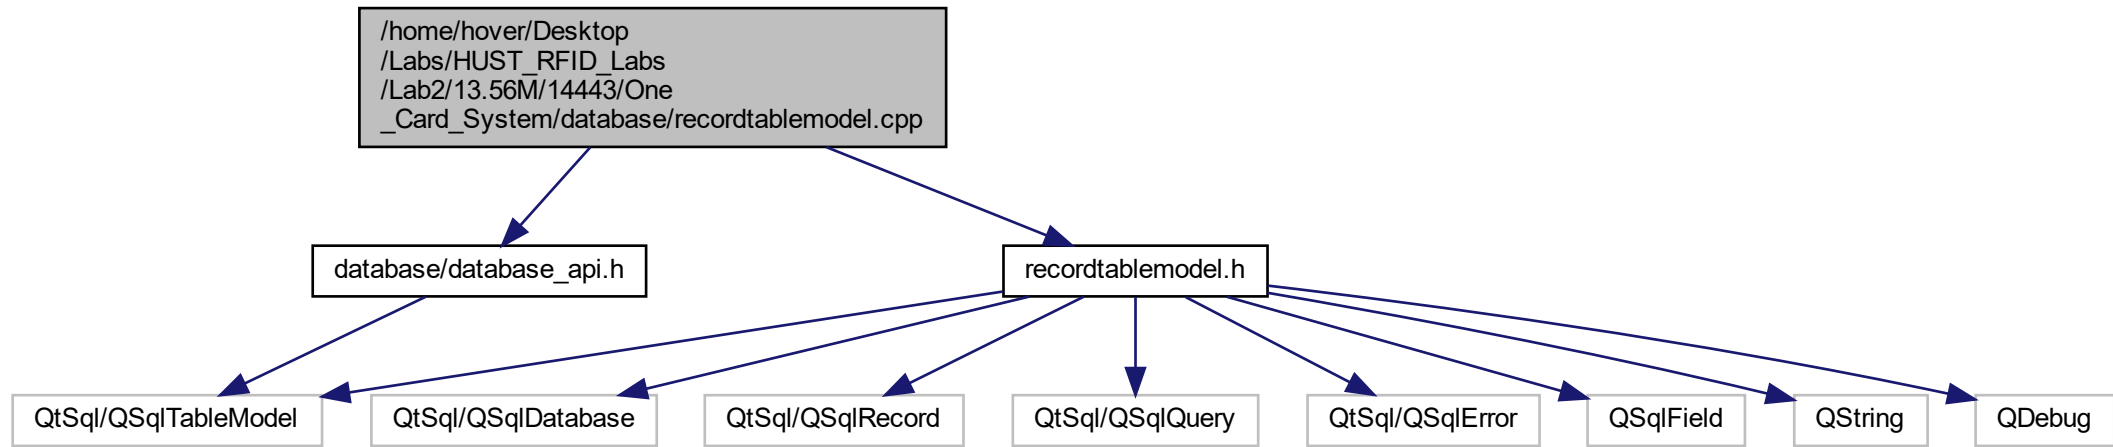 /home/hover/Desktop
/Labs/HUST_RFID_Labs
/Lab2/13.56M/14443/One
_Card_System/database/recordtablemodel.cpp
database/database_api.h
recordtablemodel.h
QtSql/QSqlTableModel
QtSql/QSqlDatabase
QtSql/QSqlRecord
QtSql/QSqlQuery
QtSql/QSqlError
QSqlField
QString
QDebug